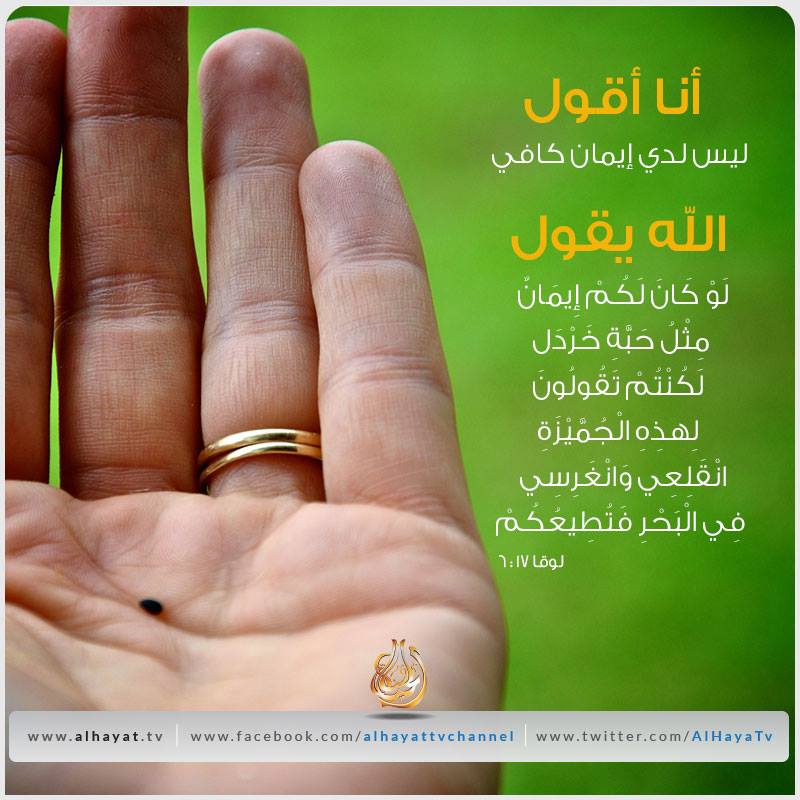 أنا أقول
ليس لدي إيمان كافي
الله يقول
لَوْ كَانَ لَكُمْ إِيمَانٌ
مِثْلُ حَبَّةِ خَرْدَل
لَكُنْتُمْ تَقُولُونَ
لِهذِهِ الْجُمَّيْزَةِ
انْقَلِعِي وَانْغَرِسِي
فِي الْبَحْرِ فَتُطِيعُكُمْ
لوقا ١٧:٦
www.alhayat.tv | www.facebook.com/alhayattvchannel | www.twitter.com/AlHayaTv